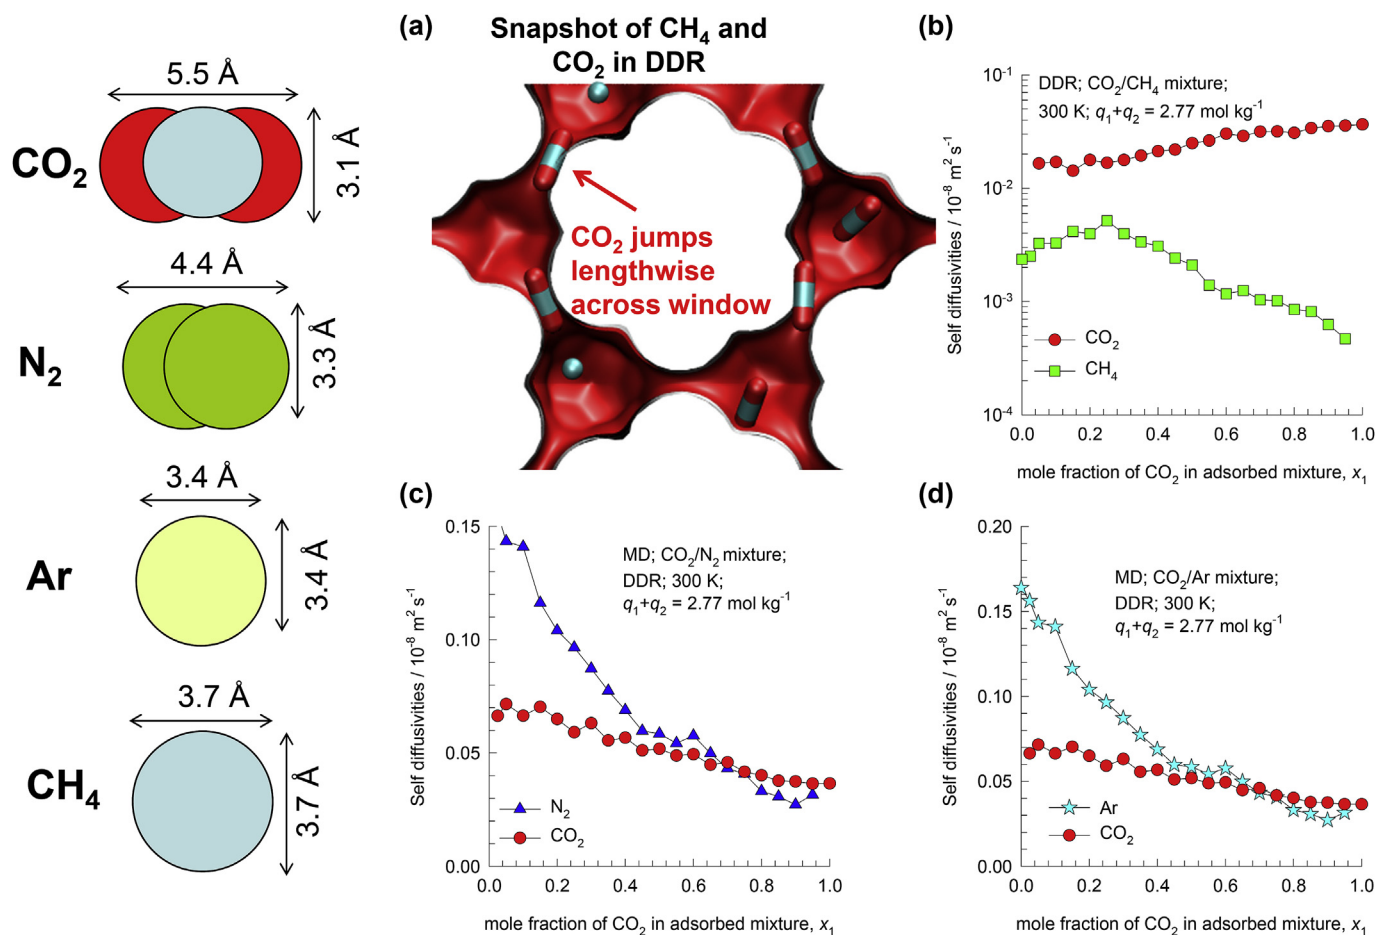 CO2
5.5 Å
3.1 Å
N2
4.4 Å
3.3 Å
Ar
3.4 Å
3.4 Å
CH4
3.7 Å
3.7 Å
(a)
Snapshot of CH4 and
CO2 in DDR
CO2 jumps
lengthwise
across window
(b)
DDR; CO2/CH4 mixture;
300 K; q1+q2 = 2.77 mol kg-1
Self diffusivities / 10-8 m2 s-1
10-1
10-2
10-3
10-4
CO2
CH4
0.0 0.2 0.4 0.6 0.8 1.0
mole fraction of CO2 in adsorbed mixture, x1
(c)
MD; CO2/N2 mixture;
DDR; 300 K;
q1+q2 = 2.77 mol kg-1
Self diffusivities / 10-8 m2 s-1
0.15
0.10
0.05
0.00
N2
CO2
0.0 0.2 0.4 0.6 0.8 1.0
mole fraction of CO2 in adsorbed mixture, x1
(d)
MD; CO2/Ar mixture;
DDR; 300 K;
q1+q2 = 2.77 mol kg-1
Self diffusivities / 10-8 m2 s-1
0.20
0.15
0.10
0.05
0.00
Ar
CO2
0.0 0.2 0.4 0.6 0.8 1.0
mole fraction of CO2 in adsorbed mixture, x1